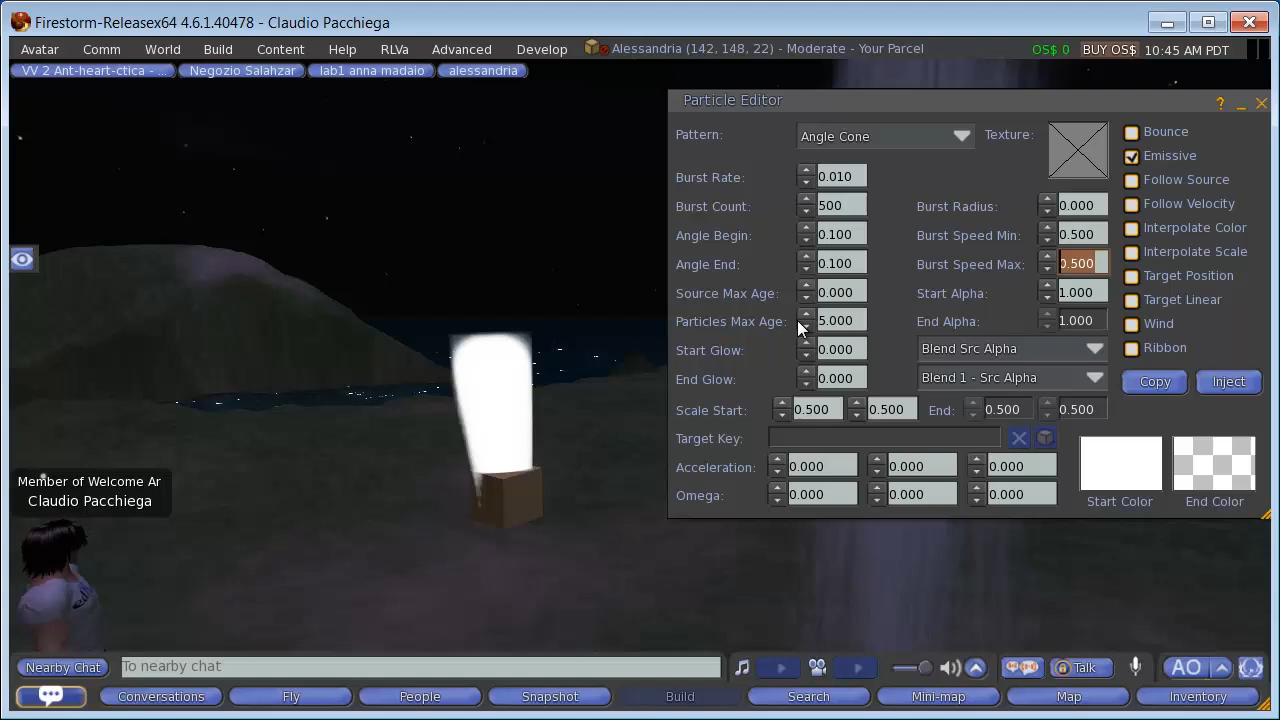 Firestorm-Releasex64 4.6.1.40478 - Claudio Pacchiega
Avatar Comm World Build Content Help RLVa Advanced Develop Alessandria (142, 148, 22) - Moderate - Your Parcel OS$ 0 BUY OS$ 10:45 AM PDT
VV 2 Ant-heart-ctica - ... Negozio Salahzar lab1 anna madaio alessandria
Particle Editor ? _
Pattern: Angle Cone Texture: Bounce
Emissive
Burst Rate: 0.010 Follow Source
Burst Count: 500 Burst Radius: 0.000 Follow Velocity
Angle Begin: 0.100 Burst Speed Min: 0.500 Interpolate Color
Angle End: 0.100 Burst Speed Max: 0.500 Interpolate Scale
Source Max Age: 0.000 Start Alpha: 1.000 Target Position
Target Linear
Particles Max Age: 5.000 End Alpha: 1.000 Wind
Start Glow: 0.000 Blend Src Alpha Ribbon
End Glow: 0.000 Blend 1 - Src Alpha Copy Inject
Scale Start: 0.500 0.500 End: 0.500 0.500
Target Key:
Acceleration: 0.000 0.000 0.000
Omega: 0.000 0.000 0.000
Start Color End Color
Member of Welcome Ar
Claudio Pacchiega
Nearby Chat To nearby chat Talk AO
Conversations Fly People Snapshot Build Search Mini-map Map Inventory